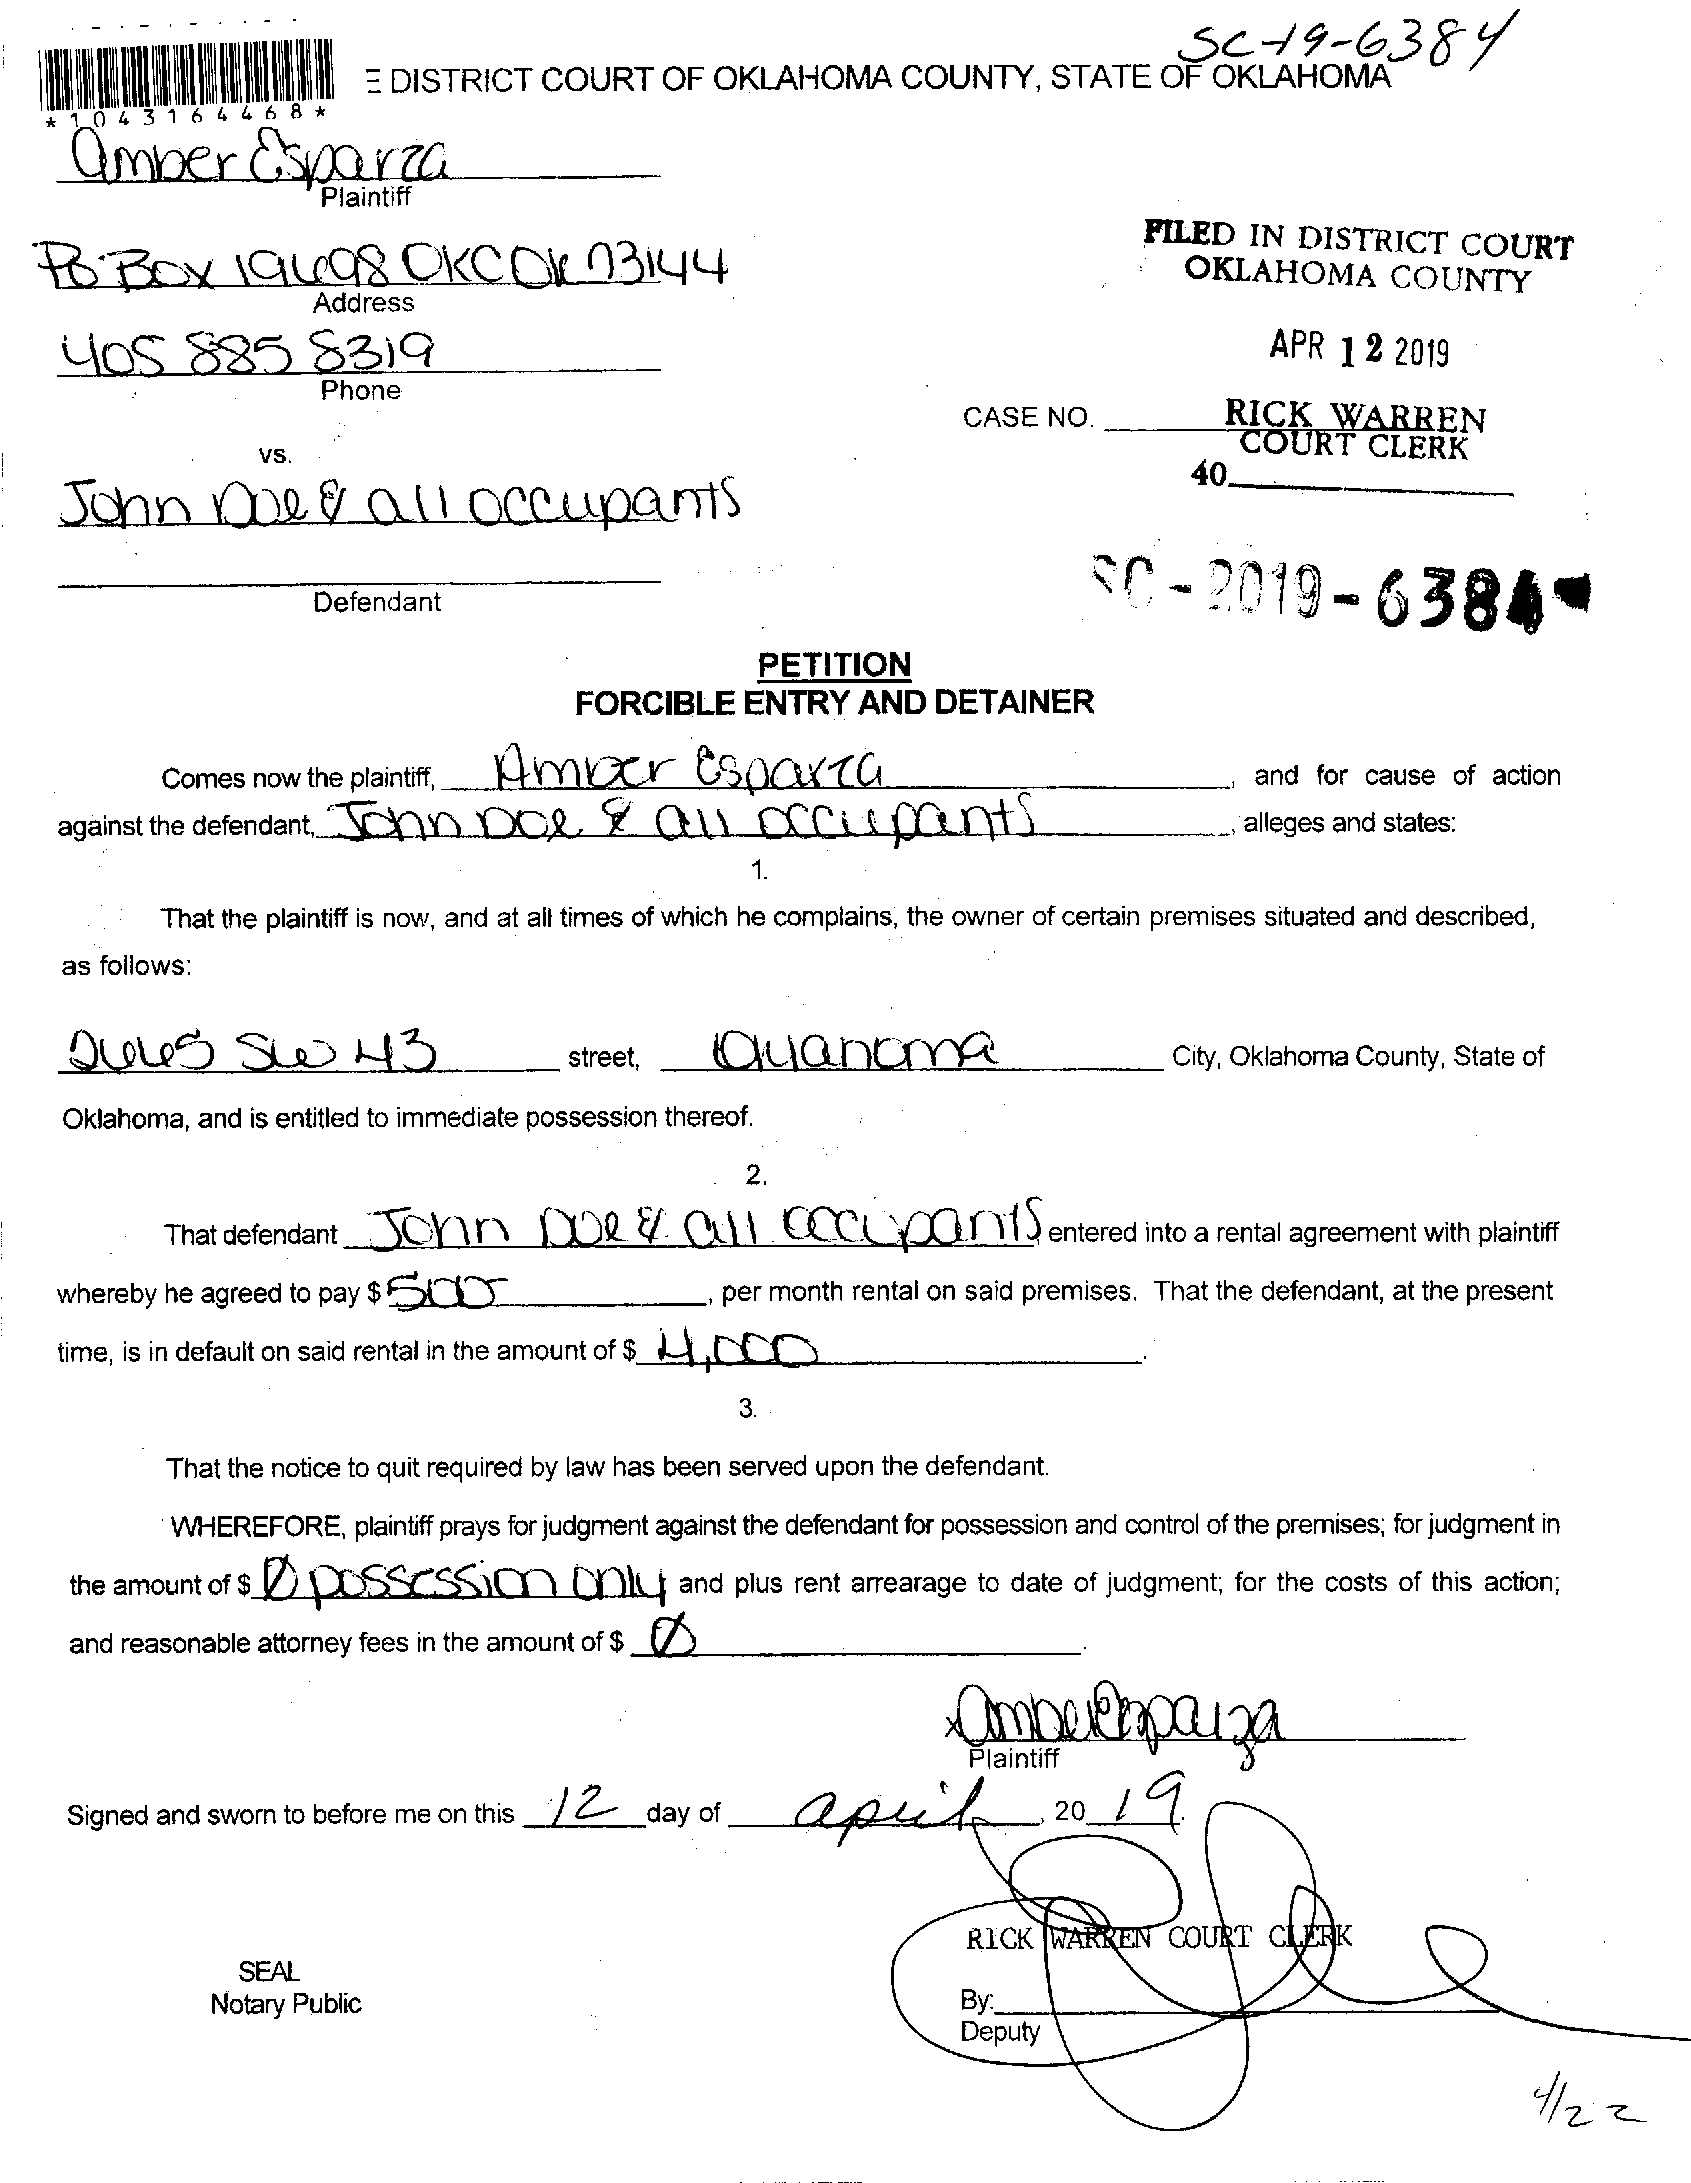 SC-19-6384
E DISTRICT COURT OF OKLAHOMA COUNTY, STATE OF OKLAHOMA
*1043164468*
Amber Esparza
Plaintiff
PO Box 19698 OKC OK 73144
Address
405 885 8319
Phone
FILED IN DISTRICT COURT
OKLAHOMA COUNTY
APR 12 2019
CASE NO.
RICK WARREN
COURT CLERK
40
vs.
John Doe & all occupants
Defendant
SC-2019-6384
PETITION
FORCIBLE ENTRY AND DETAINER
Comes now the plaintiff, Amber Esparza, and for cause of action
against the defendant, John Doe & all occupants, alleges and states:
1.
That the plaintiff is now, and at all times of which he complains, the owner of certain premises situated and described,
as follows:
SW 43 street, City, Oklahoma County, State of
Oklahoma, and is entitled to immediate possession thereof.
2.
That defendant John Doe & all occupants entered into a rental agreement with plaintiff
whereby he agreed to pay $ 500, per month rental on said premises. That the defendant, at the present
time, is in default on said rental in the amount of $ 4,000.
3.
That the notice to quit required by law has been served upon the defendant.
WHEREFORE, plaintiff prays for judgment against the defendant for possession and control of the premises; for judgment in
the amount of $ 0 possession only and plus rent arrearage to date of judgment; for the costs of this action;
and reasonable attorney fees in the amount of $ 0.
x Amber Esparza
Plaintiff
Signed and sworn to before me on this 12 day of april, 20 19.
RICK WARREN COURT CLERK
SEAL
Notary Public
By:
Deputy
4/22